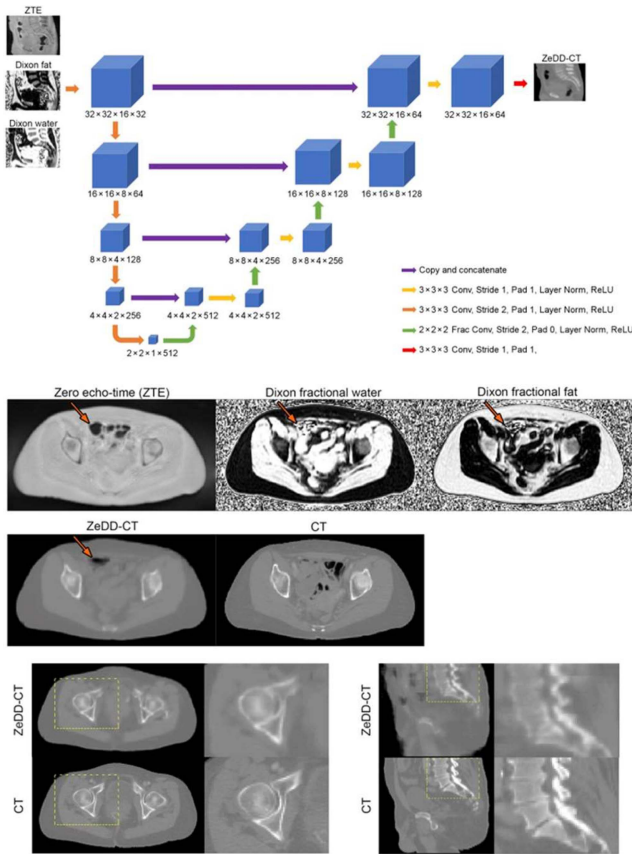 ZTE
Dixon fat
Dixon water
ZeDD-CT
32×32×16×32
32×32×16×64
32×32×16×64
16×16×8×64
16×16×8×128
16×16×8×128
8×8×4×128
8×8×4×256
8×8×4×256
4×4×2×256
4×4×2×512
4×4×2×512
2×2×1×512
Copy and concatenate
3×3×3 Conv, Stride 1, Pad 1, Layer Norm, ReLU
3×3×3 Conv, Stride 2, Pad 1, Layer Norm, ReLU
2×2×2 Frac Conv, Stride 2, Pad 0, Layer Norm, ReLU
3×3×3 Conv, Stride 1, Pad 1,
Zero echo-time (ZTE)
Dixon fractional water
Dixon fractional fat
ZeDD-CT
CT
ZeDD-CT
CT
ZeDD-CT
CT